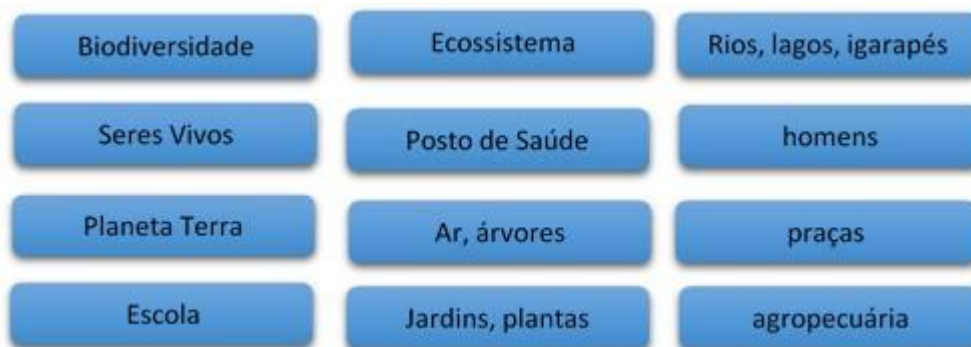 Biodiversidade
Ecossistema
Rios, lagos, igarapés
Seres Vivos
Posto de Saúde
homens
Planeta Terra
Ar, árvores
praças
Escola
Jardins, plantas
agropecuária